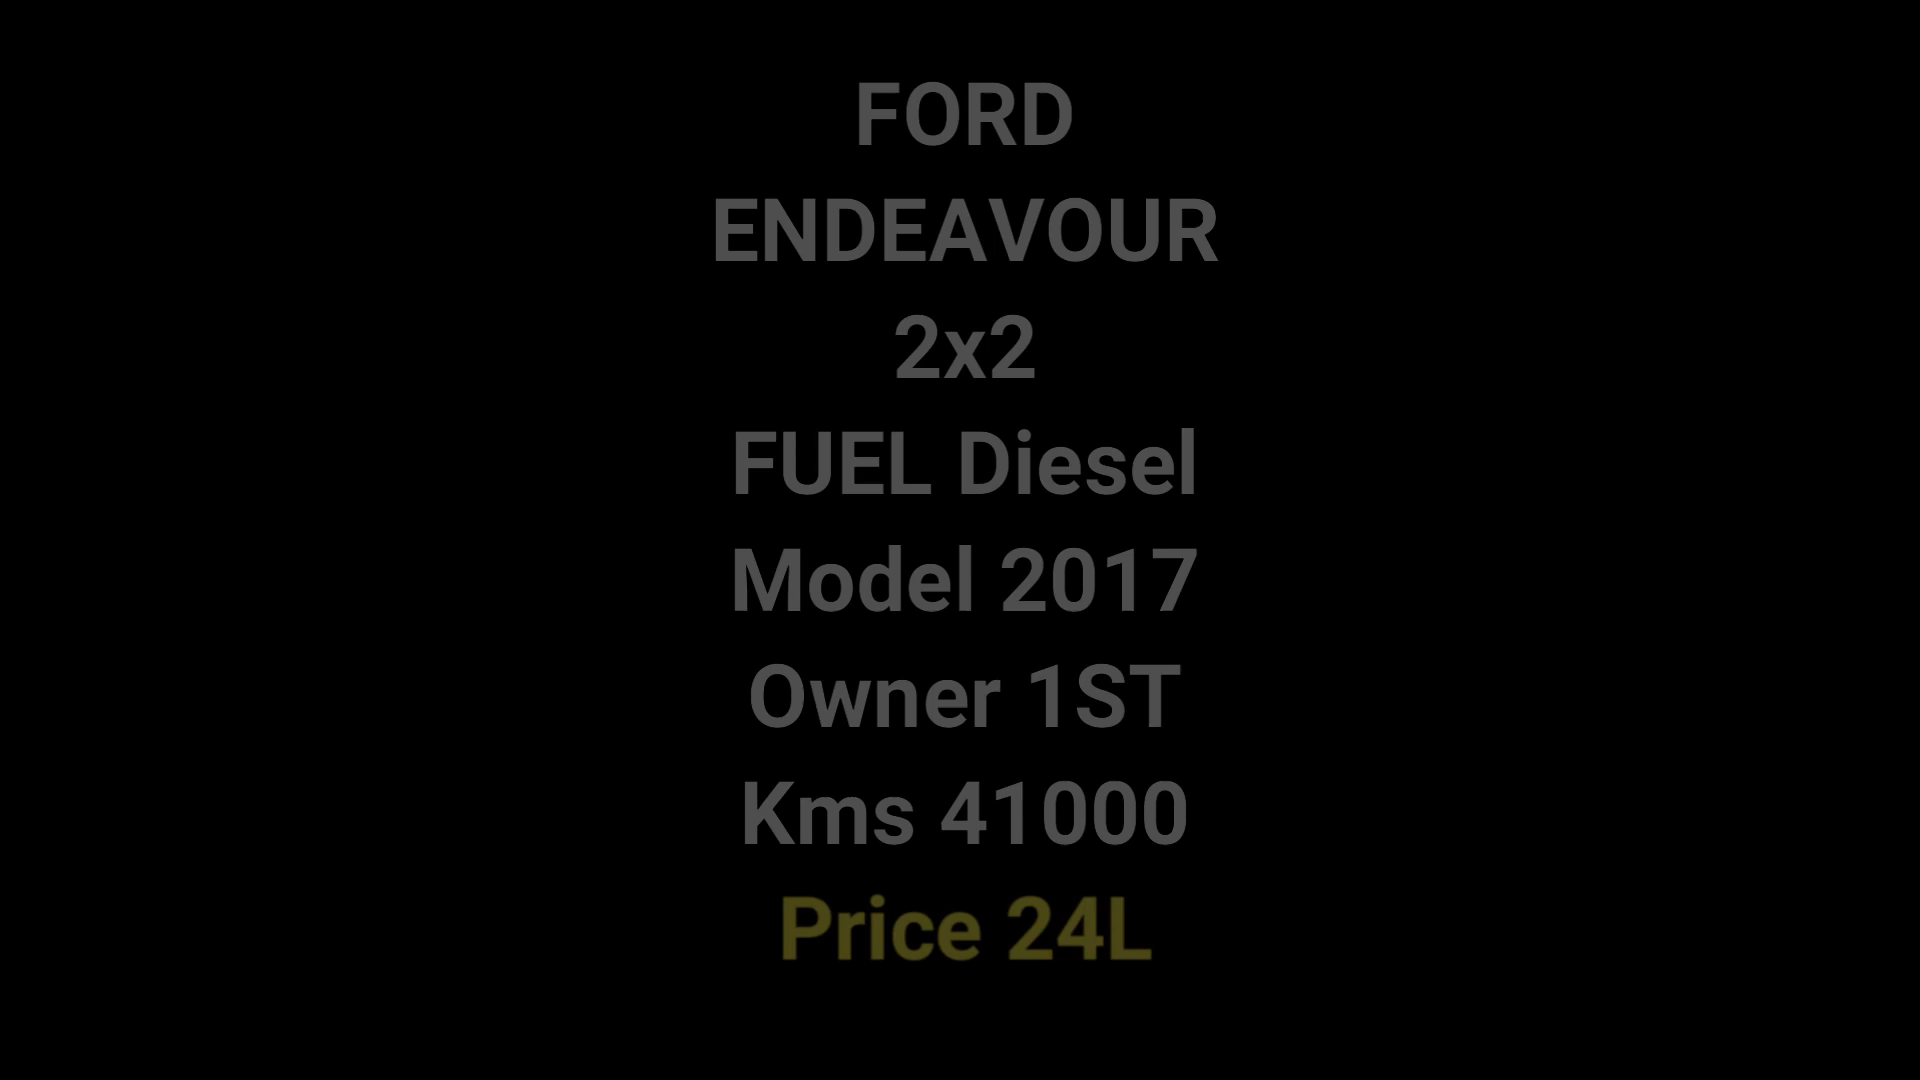 FORD
ENDEAVOUR
2x2
FUEL Diesel
Model 2017
Owner 1ST
Kms 41000
Price 24L